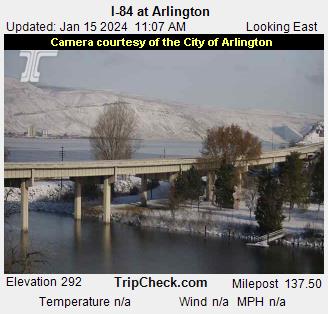 I-84 at Arlington
Updated: Jan 15 2024 11:07 AM Looking East
Camera courtesy of the City of Arlington
Elevation 292 TripCheck.com Milepost 137.50
Temperature n/a Wind n/a MPH n/a